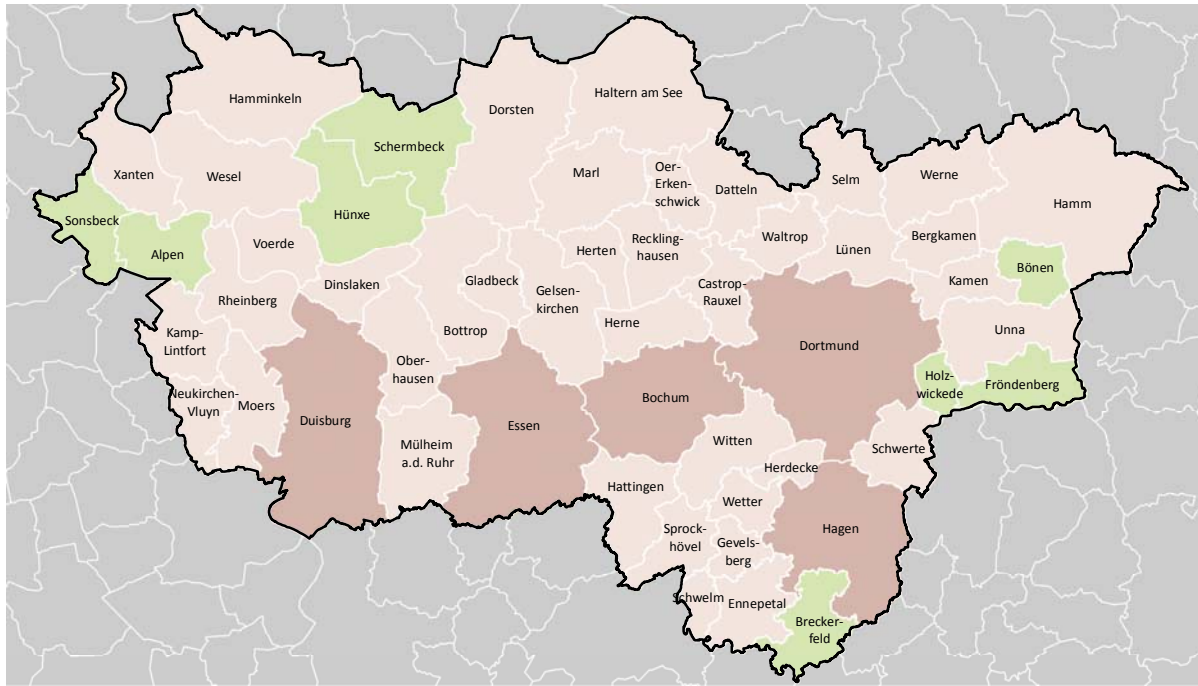 Hamminkeln
Haltern am See
Dorsten
Schermbeck
Xanten
Wesel
Marl
Oer-
Erken-
schwick
Datteln
Selm
Werne
Hamm
Sonsbeck
Hünxe
Alpen
Voerde
Herten
Reckling-
hausen
Waltrop
Lünen
Bergkamen
Bönen
Kamen
Dinslaken
Gladbeck
Gelsen-
kirchen
Castrop-
Rauxel
Rheinberg
Bottrop
Herne
Unna
Kamp-
Lintfort
Ober-
hausen
Dortmund
Holz-
wickede
Fröndenberg
Neukirchen-
Vluyn
Moers
Duisburg
Essen
Bochum
Mülheim
a.d. Ruhr
Witten
Schwerte
Herdecke
Hattingen
Wetter
Hagen
Sprock-
hövel
Gevels-
berg
Schwelm
Ennepetal
Brecker-
feld